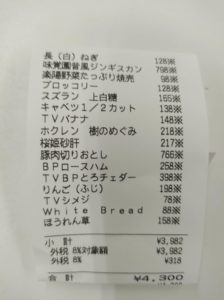 長（白）ねぎ 128※
味覚園昔風ジンギスカン 798※
楽陽野菜たっぷり焼売 98※
ブロッコリー 128※
スズラン 上白糖 165※
キャベツ１／２カット 138※
ＴＶバナナ 148※
ホクレン 樹のめぐみ 218※
桜姫砂肝 217※
豚肉切りおとし 766※
ＢＰロースハム 258※
ＴＶＢＰとろチェダー 398※
りんご（ふじ） 198※
ＴＶシメジ 78※
Ｗｈｉｔｅ Ｂｒｅａｄ 88※
ほうれん草 158※
小 計 ¥3,982
外税 8%対象額 ¥3,982
外税 8% ¥318
合 計 ¥4,300